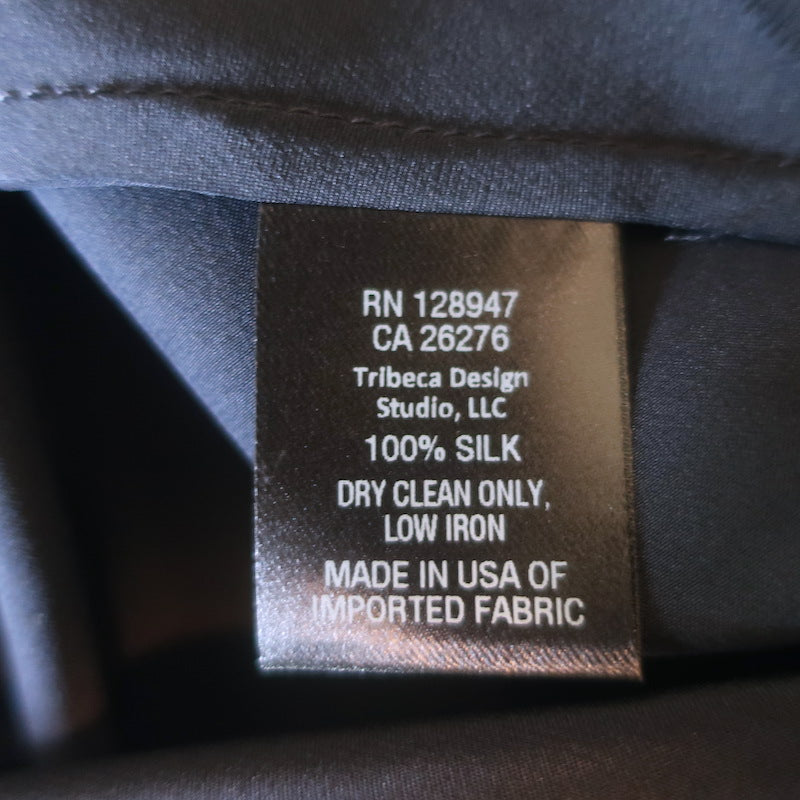 RN 128947
CA 26276
Tribeca Design
Studio, LLC
100% SILK
DRY CLEAN ONLY,
LOW IRON
MADE IN USA OF
IMPORTED FABRIC